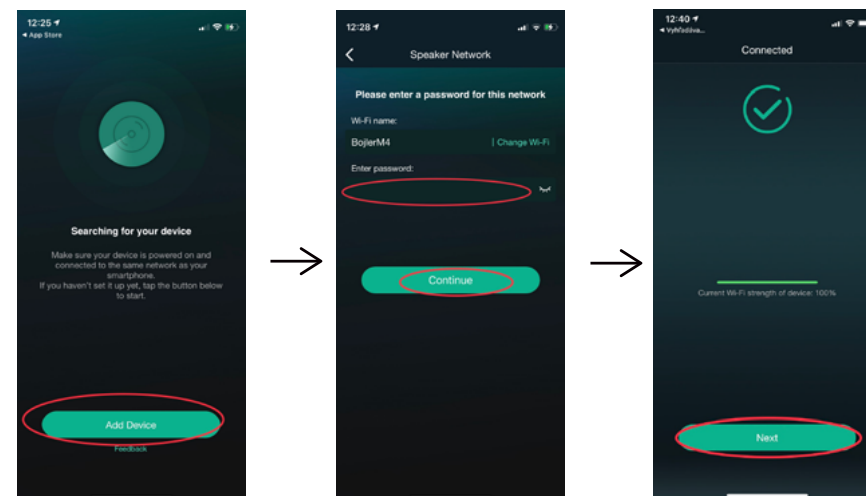 12:25
◀ App Store
Searching for your device
Make sure your device is powered on and
connected to the same network as your
smartphone.
If you haven't set it up yet, tap the button below
to start.
Add Device
Feedback
12:28
Speaker Network
Please enter a password for this network
Wi-Fi name:
BojlerM4 | Change Wi-Fi
Enter password:
Continue
12:40
◀ Vyhľadáva...
Connected
Current Wi-Fi strength of device: 100%
Next